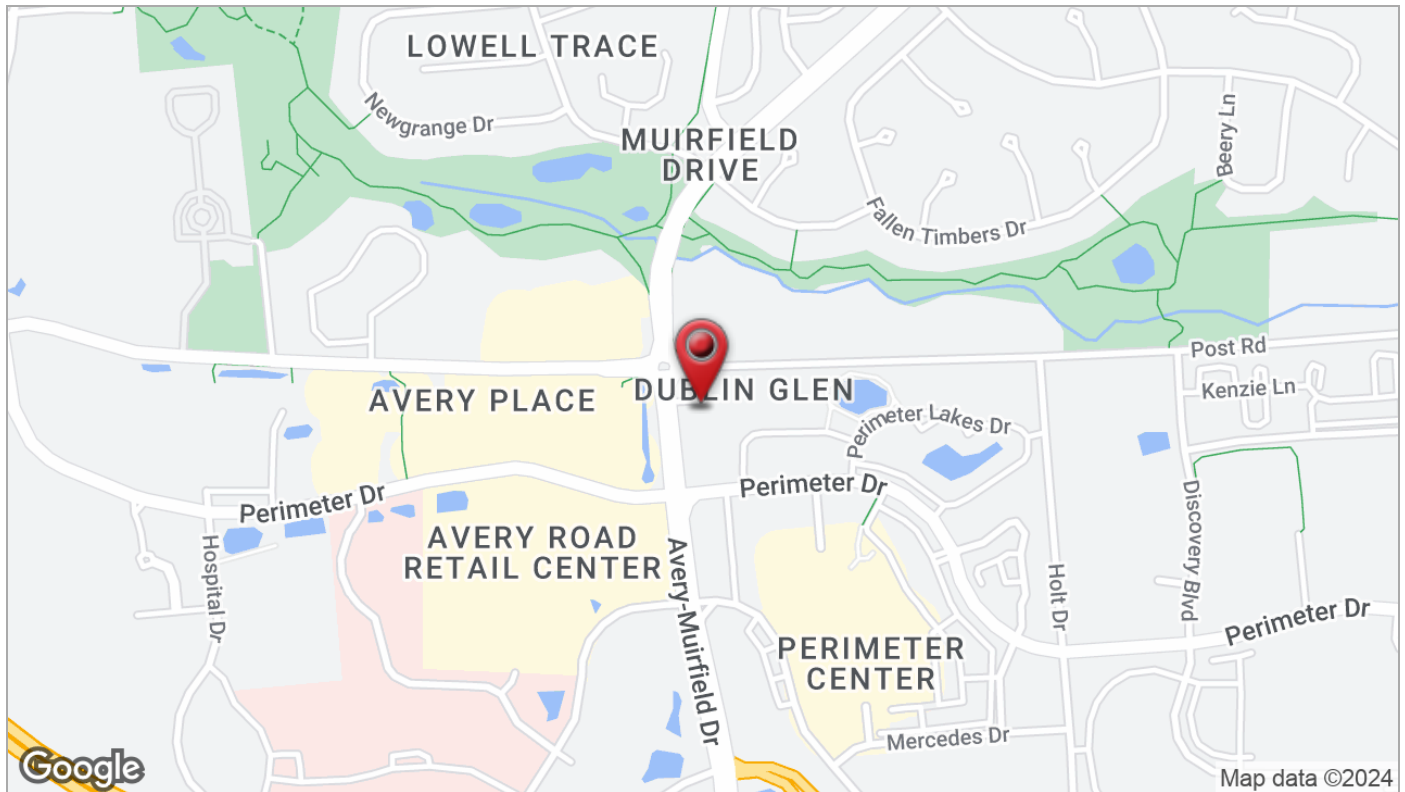 LOWELL TRACE
Newgrange Dr
MUIRFIELD
DRIVE
Beery Ln
Fallen Timbers Dr
Post Rd
Kenzie Ln
AVERY PLACE
DUBLIN GLEN
Perimeter Lakes Dr
Perimeter Dr
Perimeter Dr
AVERY ROAD
RETAIL CENTER
Hospital Dr
Avery-Muirfield Dr
Holt Dr
Discovery Blvd
Perimeter Dr
PERIMETER
CENTER
Mercedes Dr
Google
Map data ©2024